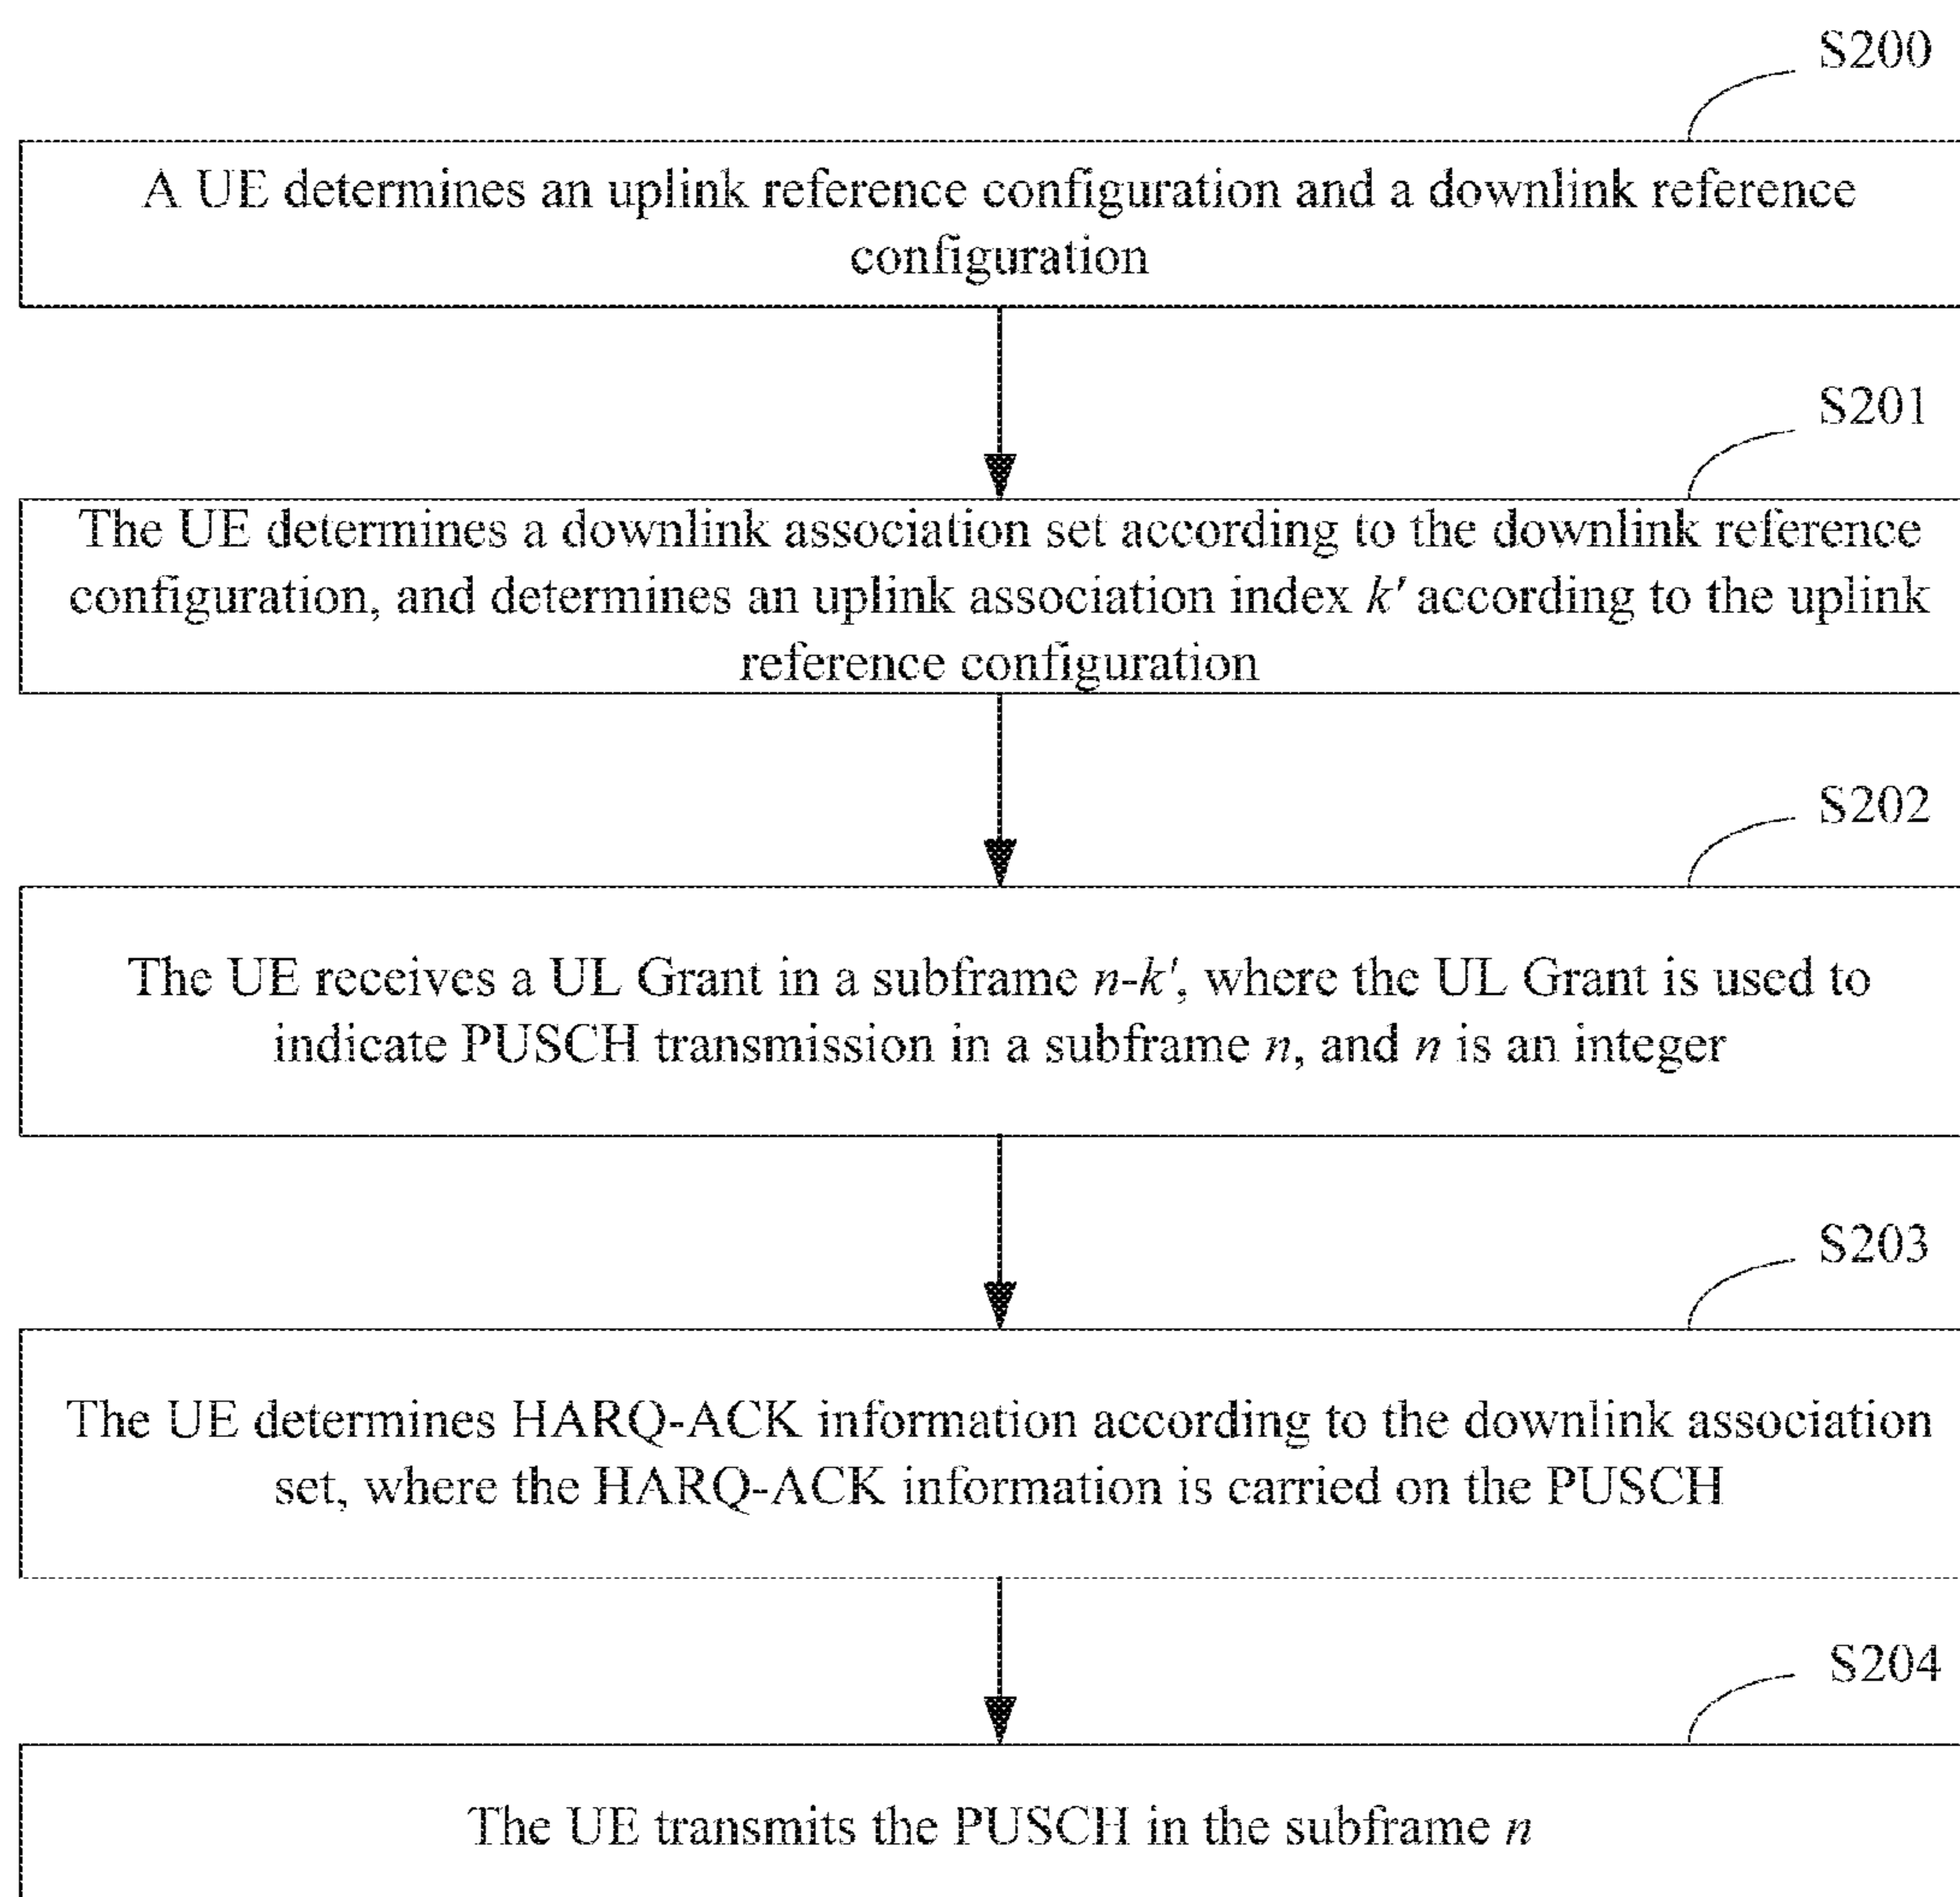 S200
A UE determines an uplink reference configuration and a downlink reference
configuration
S201
The UE determines a downlink association set according to the downlink reference
configuration, and determines an uplink association index k' according to the uplink
reference configuration
S202
The UE receives a UL Grant in a subframe n-k', where the UL Grant is used to
indicate PUSCH transmission in a subframe n, and n is an integer
S203
The UE determines HARQ-ACK information according to the downlink association
set, where the HARQ-ACK information is carried on the PUSCH
S204
The UE transmits the PUSCH in the subframe n